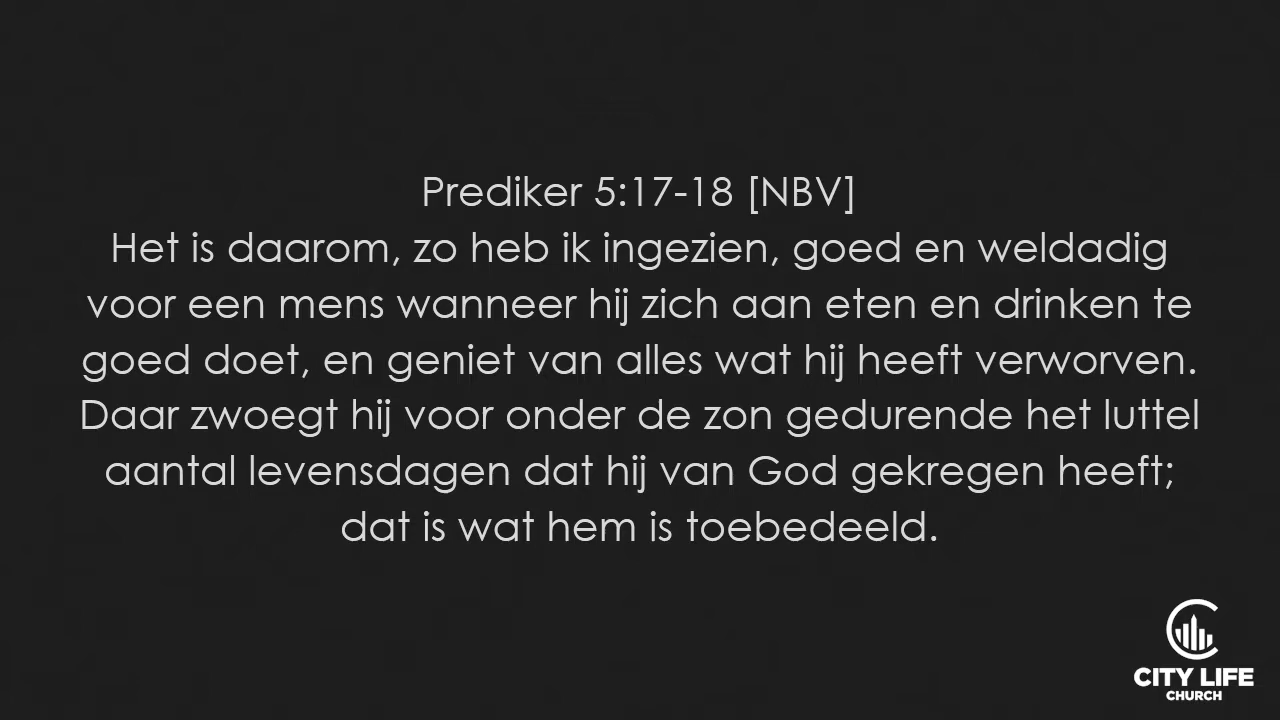 Prediker 5:17-18 [NBV]
Het is daarom, zo heb ik ingezien, goed en weldadig
voor een mens wanneer hij zich aan eten en drinken te
goed doet, en geniet van alles wat hij heeft verworven.
Daar zwoegt hij voor onder de zon gedurende het luttel
aantal levensdagen dat hij van God gekregen heeft;
dat is wat hem is toebedeeld.
CITY LIFE
CHURCH